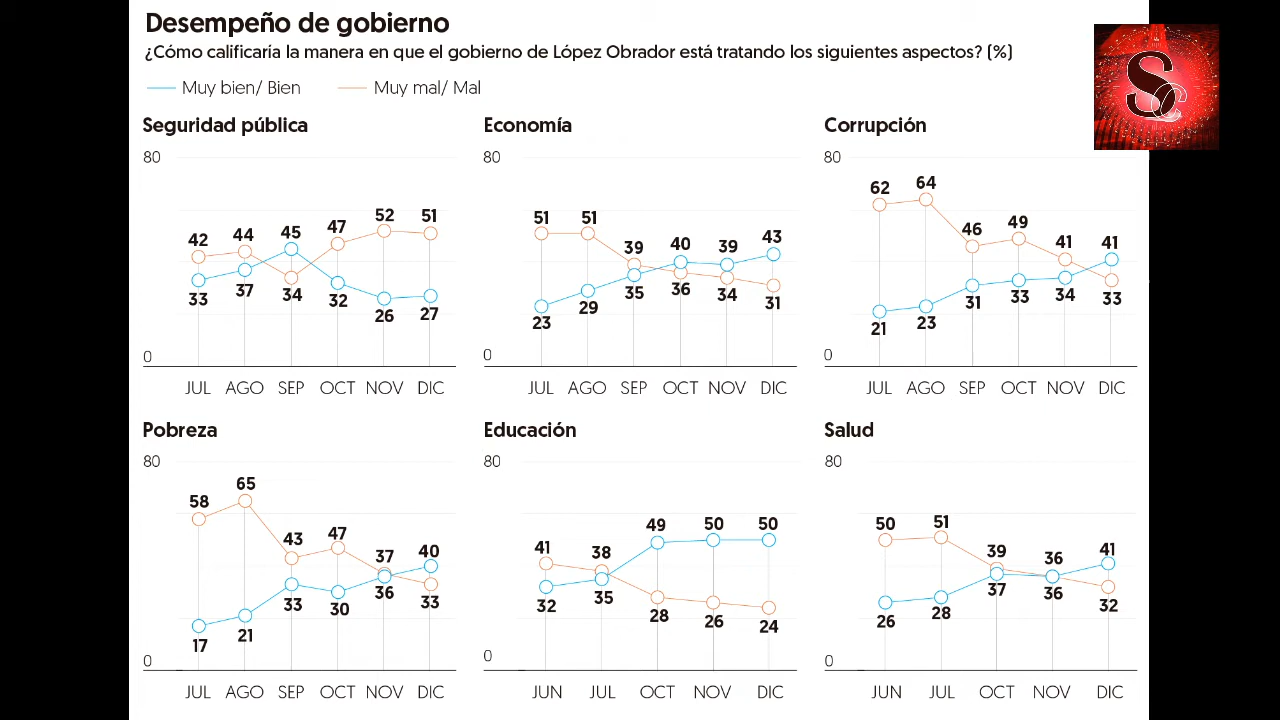 Desempeño de gobierno
¿Cómo calificaría la manera en que el gobierno de López Obrador está tratando los siguientes aspectos? (%)
Muy bien/ Bien
Muy mal/ Mal
Seguridad pública
80
42 44 45 47 52 51
33 37 34 32 26 27
0
JUL AGO SEP OCT NOV DIC
Economía
80
51 51 39 40 39 43
23 29 35 36 34 31
0
JUL AGO SEP OCT NOV DIC
Corrupción
80
62 64 46 49 41 41
21 23 31 33 34 33
0
JUL AGO SEP OCT NOV DIC
Pobreza
80
58 65 43 47 37 40
17 21 33 30 36 33
0
JUL AGO SEP OCT NOV DIC
Educación
80
41 38 49 50 50
32 35 28 26 24
0
JUN JUL OCT NOV DIC
Salud
80
50 51 39 36 41
26 28 37 36 32
0
JUN JUL OCT NOV DIC